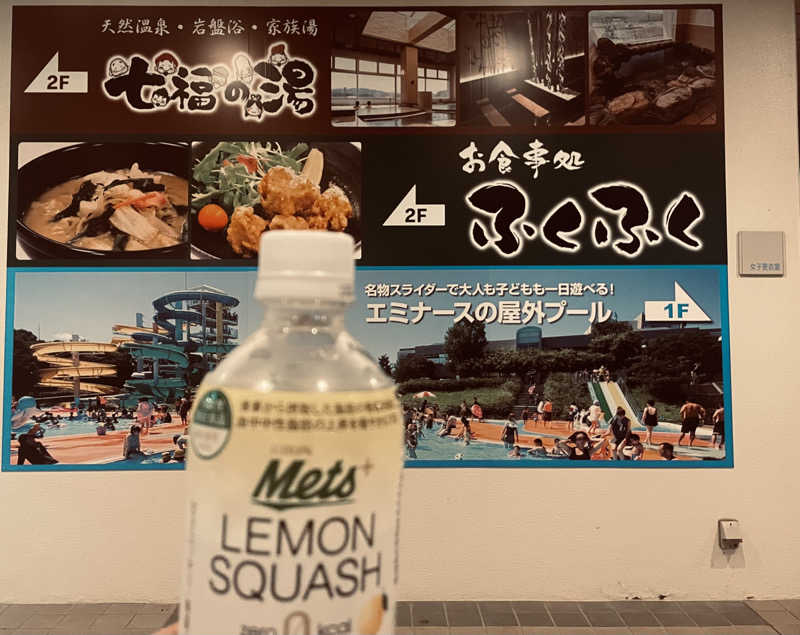 天然温泉・岩盤浴・家族湯
2F
七福の湯
お食事処
2F
ふくふく
名物スライダーで大人も子どもも一日遊べる!
エミナースの屋外プール
1F
女子更衣室
Mets+
LEMON
SQUASH
zero 0 kcal